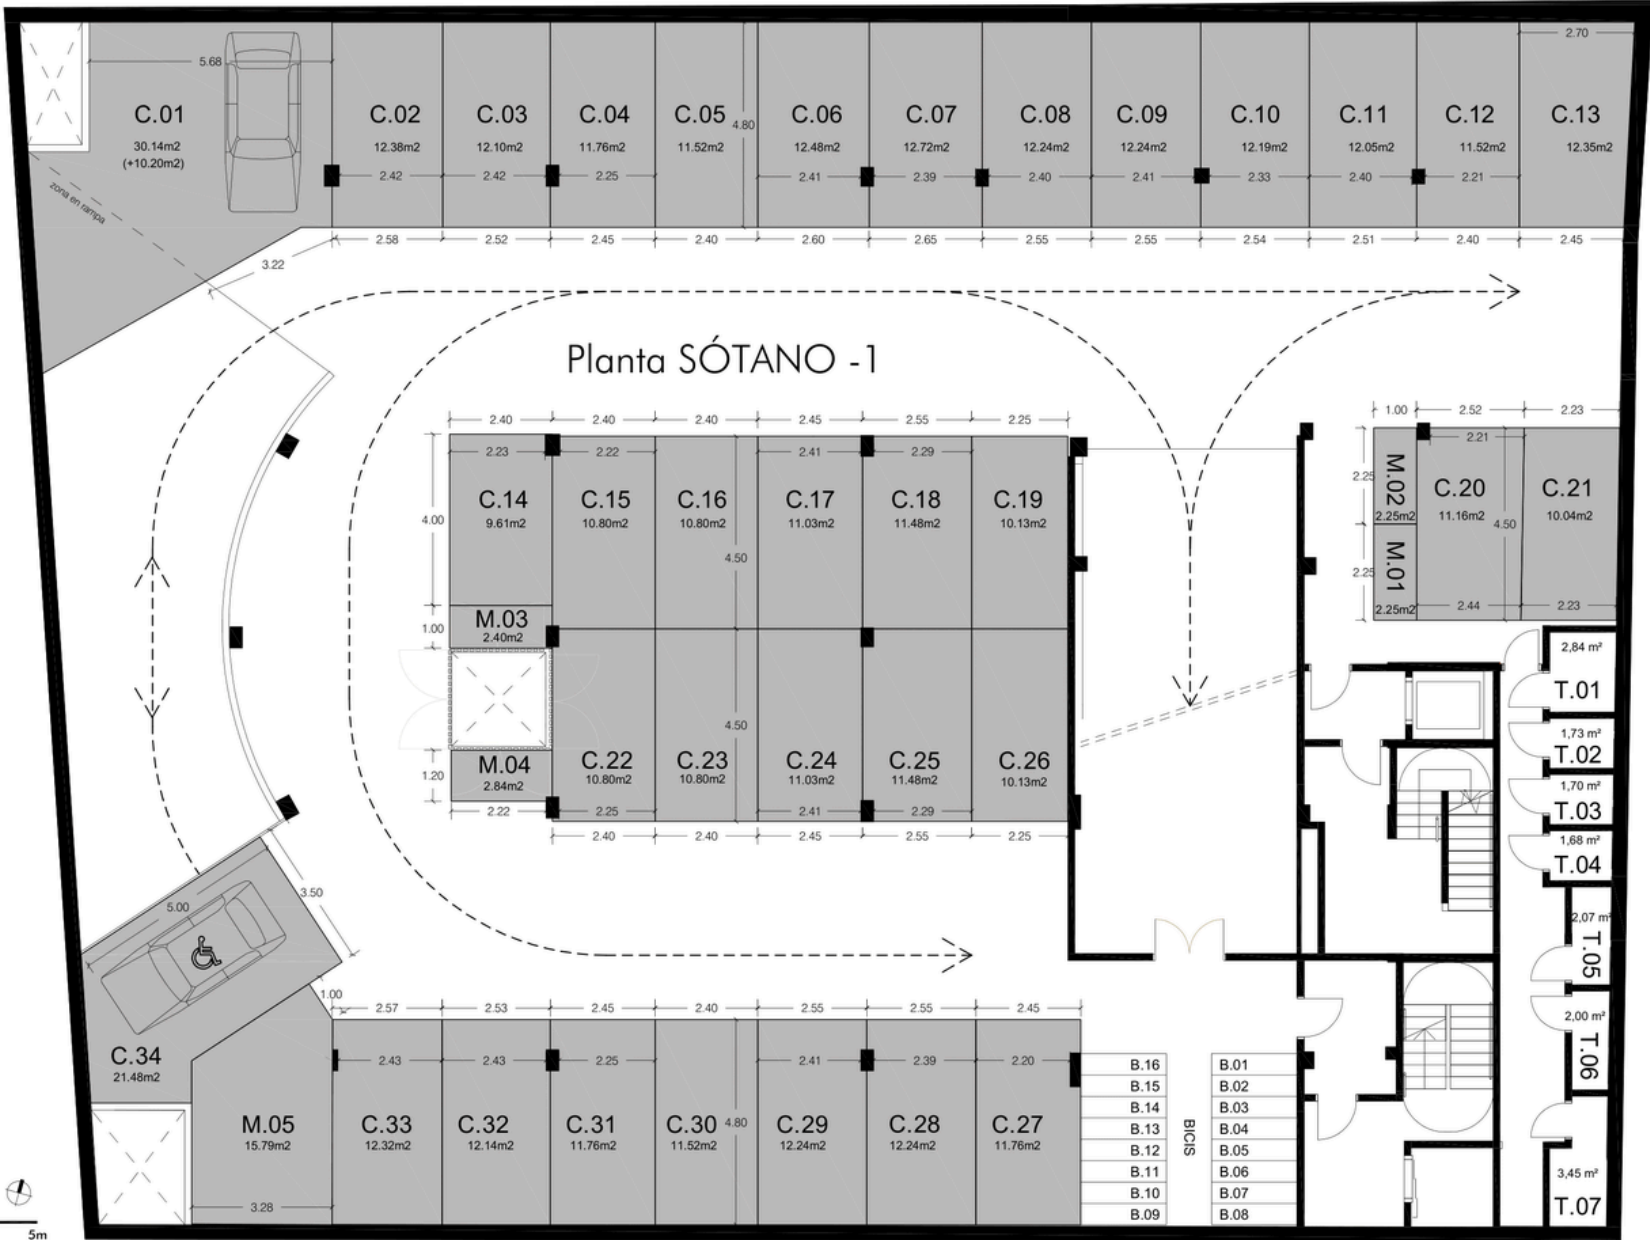 2.70
5.68
C.01
30.14m2
(+10.20m2)
zona en rampa
C.02
12.38m2
2.42
C.03
12.10m2
2.42
C.04
11.76m2
2.25
C.05
11.52m2
4.80
C.06
12.48m2
2.41
C.07
12.72m2
2.39
C.08
12.24m2
2.40
C.09
12.24m2
2.41
C.10
12.19m2
2.33
C.11
12.05m2
2.40
C.12
11.52m2
2.21
C.13
12.35m2
3.22
2.58
2.52
2.45
2.40
2.60
2.65
2.55
2.55
2.54
2.51
2.40
2.45
Planta SÓTANO -1
2.40
2.40
2.40
2.45
2.55
2.25
2.23
2.22
2.41
2.29
4.00
C.14
9.61m2
C.15
10.80m2
C.16
10.80m2
C.17
11.03m2
C.18
11.48m2
C.19
10.13m2
4.50
1.00
2.52
2.23
2.21
2.25
M.02
2.25m2
C.20
11.16m2
4.50
C.21
10.04m2
2.25
M.01
2.25m2
2.44
2.23
1.00
M.03
2.40m2
4.50
1.20
M.04
2.84m2
2.22
C.22
10.80m2
2.25
C.23
10.80m2
C.24
11.03m2
2.41
C.25
11.48m2
2.29
C.26
10.13m2
2.40
2.40
2.45
2.55
2.25
2,84 m²
T.01
1,73 m²
T.02
1,70 m²
T.03
1,68 m²
T.04
2,07 m²
T.05
2,00 m²
T.06
3,45 m²
T.07
3.50
5.00
C.34
21.48m2
1.00
2.57
2.53
2.45
2.40
2.55
2.55
2.45
2.43
2.43
2.25
2.41
2.39
2.20
M.05
15.79m2
3.28
C.33
12.32m2
C.32
12.14m2
C.31
11.76m2
C.30
11.52m2
4.80
C.29
12.24m2
C.28
12.24m2
C.27
11.76m2
B.16
B.15
B.14
B.13
B.12
B.11
B.10
B.09
BICIS
B.01
B.02
B.03
B.04
B.05
B.06
B.07
B.08
5m